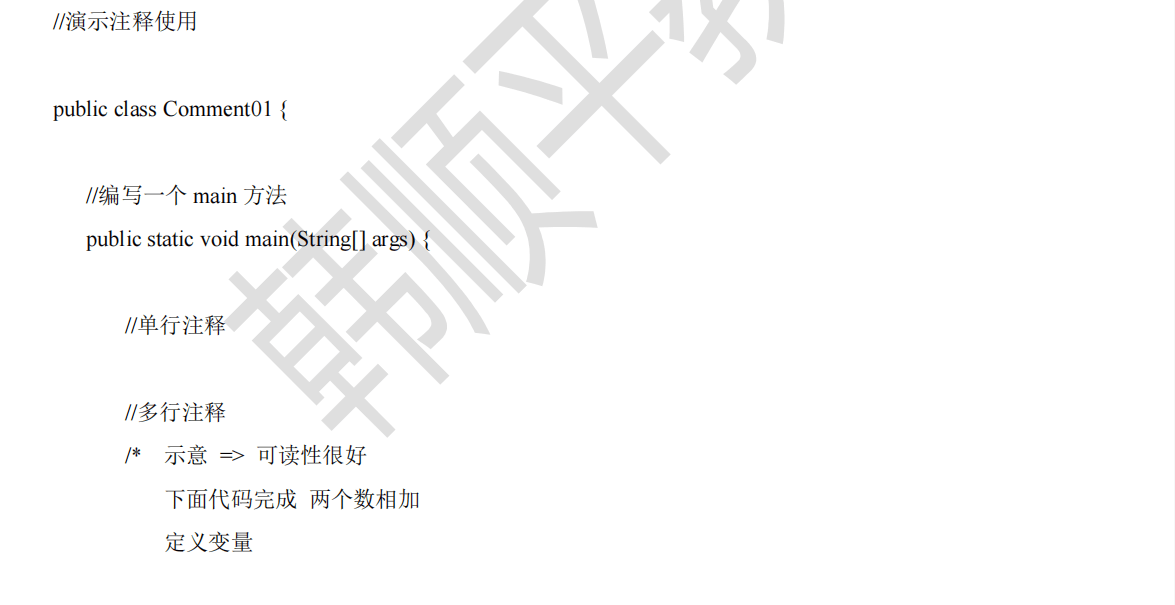 //演示注释使用
public class Comment01 {
//编写一个 main 方法
public static void main(String[] args) {
//单行注释
//多行注释
/* 示意 => 可读性很好
下面代码完成 两个数相加
定义变量
韩顺平